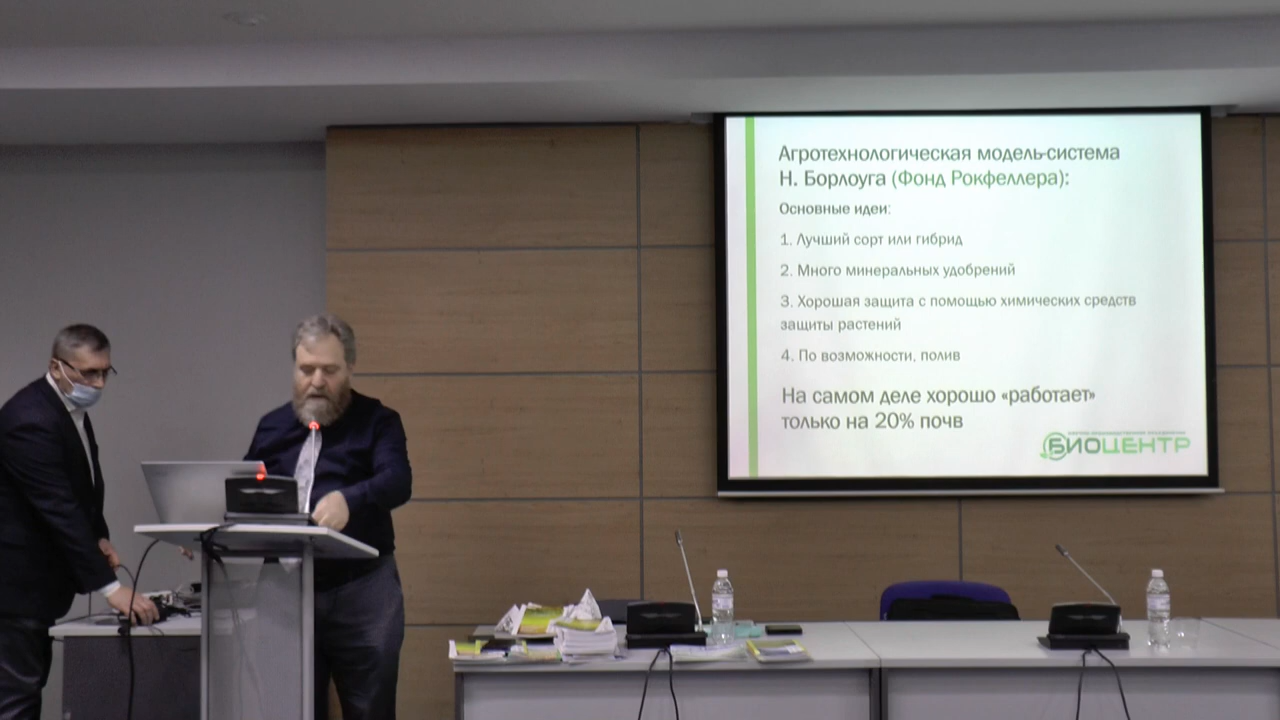 Агротехнологическая модель-система
Н. Борлоуга (Фонд Рокфеллера):
Основные идеи:
1. Лучший сорт или гибрид
2. Много минеральных удобрений
3. Хорошая защита с помощью химических средств
защиты растений
4. По возможности, полив
На самом деле хорошо «работает»
только на 20% почв
БИОЦЕНТР